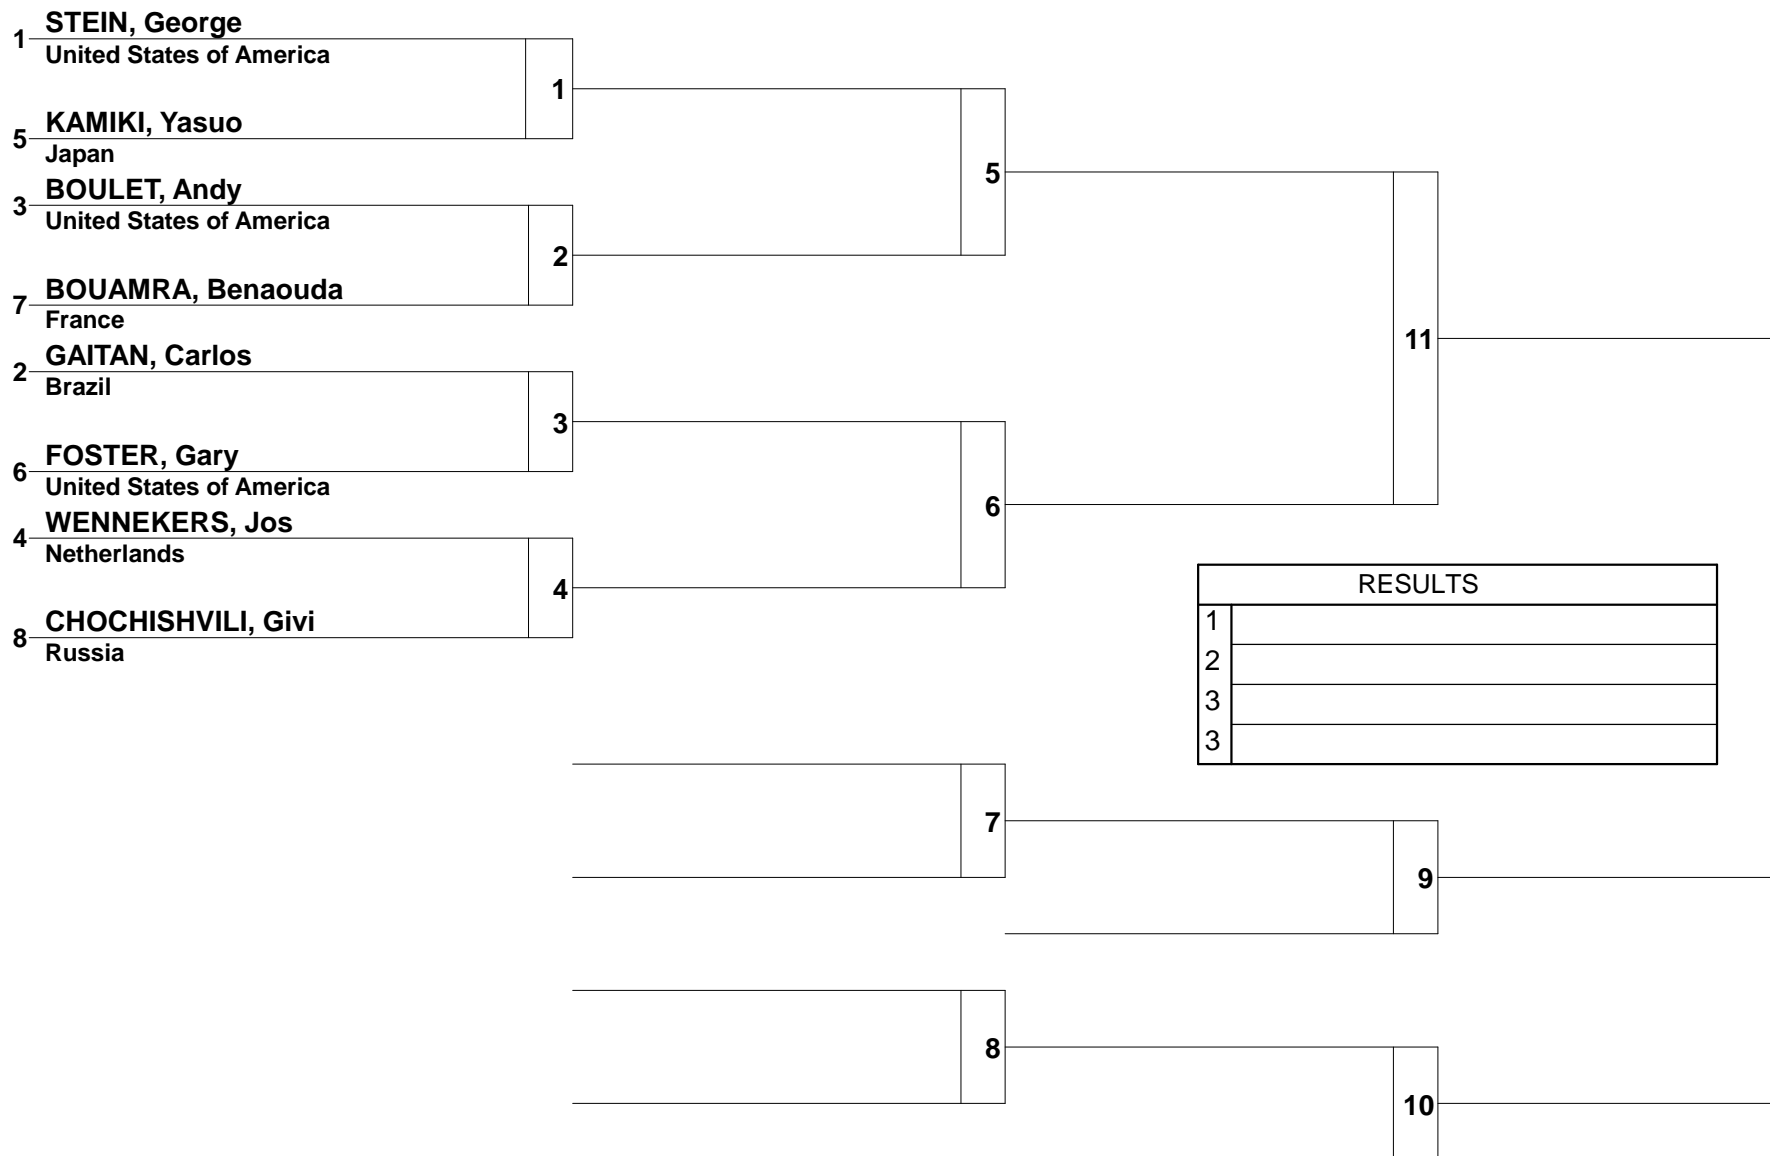 1 STEIN, George
United States of America
1
5 KAMIKI, Yasuo
Japan
3 BOULET, Andy
United States of America
2
7 BOUAMRA, Benaouda
France
5
2 GAITAN, Carlos
Brazil
3
6 FOSTER, Gary
United States of America
4 WENNEKERS, Jos
Netherlands
4
8 CHOCHISHVILI, Givi
Russia
6
11
RESULTS
1
2
3
3
7
9
8
10